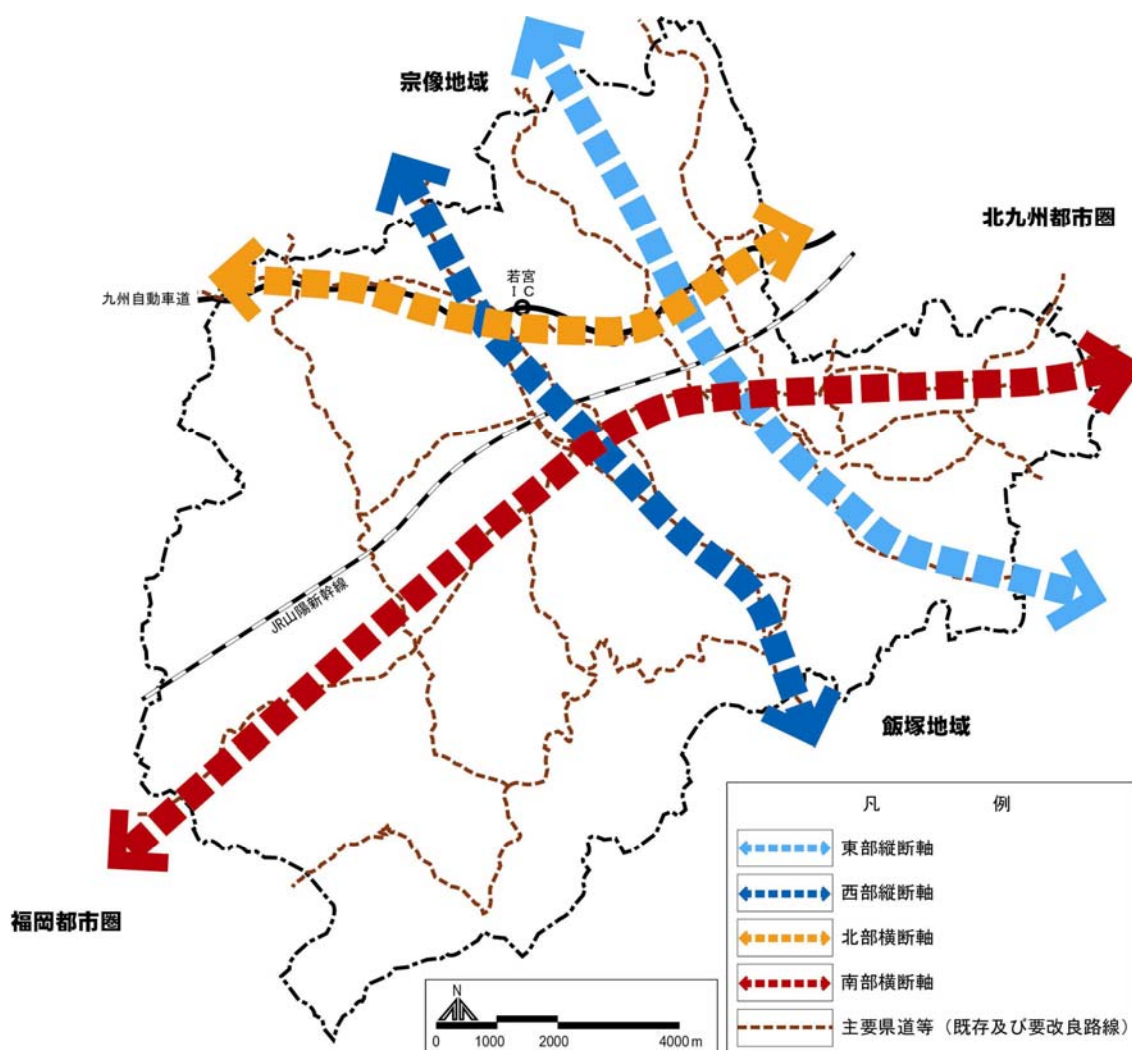 宗像地域
北九州都市圏
若宮
IC
九州自動車道
JR山陽新幹線
飯塚地域
福岡都市圏
凡 例
東部縦断軸
西部縦断軸
北部横断軸
南部横断軸
主要県道等（既存及び要改良路線）
N
0 1000 2000 4000m